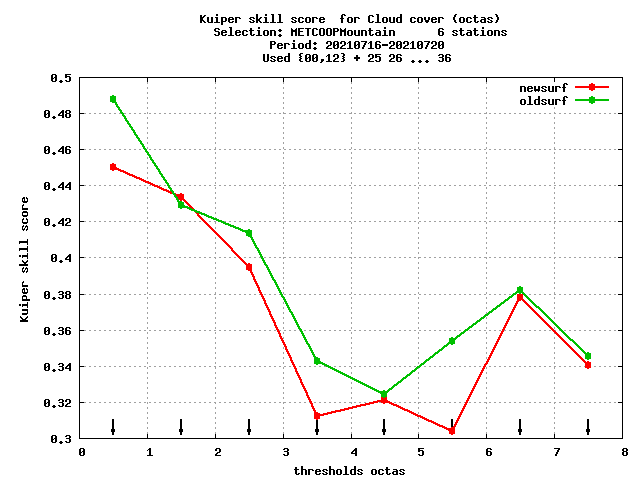 Kuiper skill score  for Cloud cover (octas)
Selection: METCOOPMountain      6 stations
Period: 20210716-20210720
Used {00,12} + 25 26 ... 36
newsurf
oldsurf
0.5
0.48
0.46
0.44
0.42
0.4
0.38
0.36
0.34
0.32
0.3
Kuiper skill score
0 1 2 3 4 5 6 7 8
thresholds octas